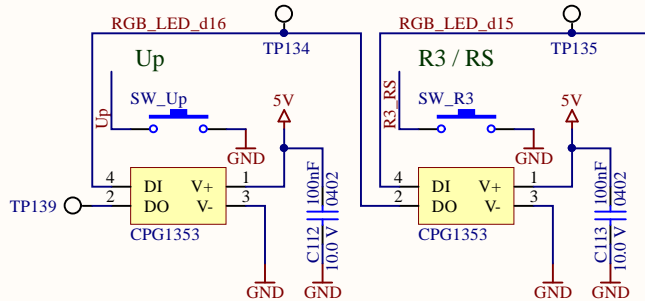 RGB_LED_d16
TP134
RGB_LED_d15
TP135
Up
R3 / RS
Up
SW_Up
5V
GND
R3_RS
SW_R3
5V
GND
4 DI V+ 1
2 DO V- 3
TP139
CPG1353
C112
100nF
10.0 V
0402
GND
GND
4 DI V+ 1
2 DO V- 3
CPG1353
C113
100nF
10.0 V
0402
GND
GND